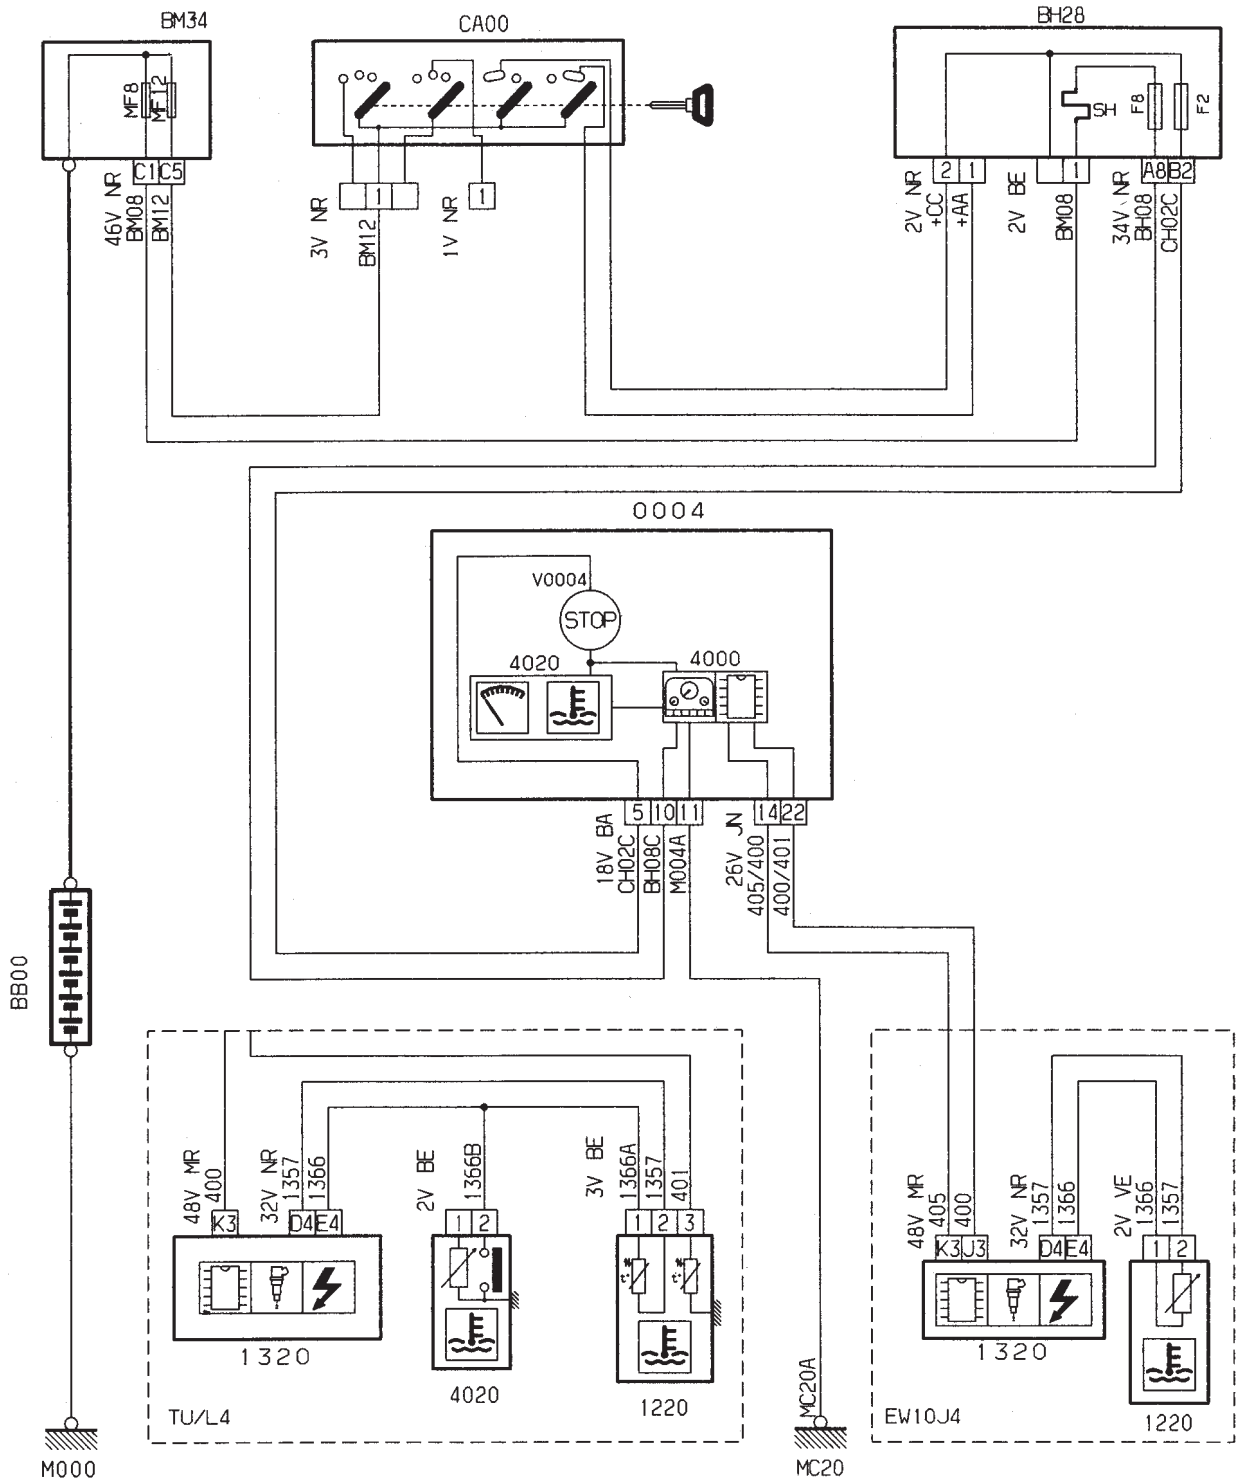 BM34
CA00
BH28
MF8
MF12
SH
F8
F2
C1 C5
46V NR
BM08
BM12
1
3V NR
BM12
1
1V NR
2 1
2V NR
+CC
+AA
1
2V BE
BM08
A8 B2
34V NR
BH08
CH02C
0004
V0004
STOP
4020
4000
5 10 11
18V BA
CH02C
BH08C
M004A
14 22
26V JN
405/400
400/401
BB00
48V MR
400
K3
32V NR
1357
1366
D4 E4
1320
2V BE
1366B
1 2
4020
3V BE
1366A
1357
401
1 2 3
t°
t°
1220
TU/L4
MC20A
MC20
48V MR
405
400
K3 J3
32V NR
1357
1366
D4 E4
1320
2V VE
1366
1357
1 2
1220
EW10J4
M000